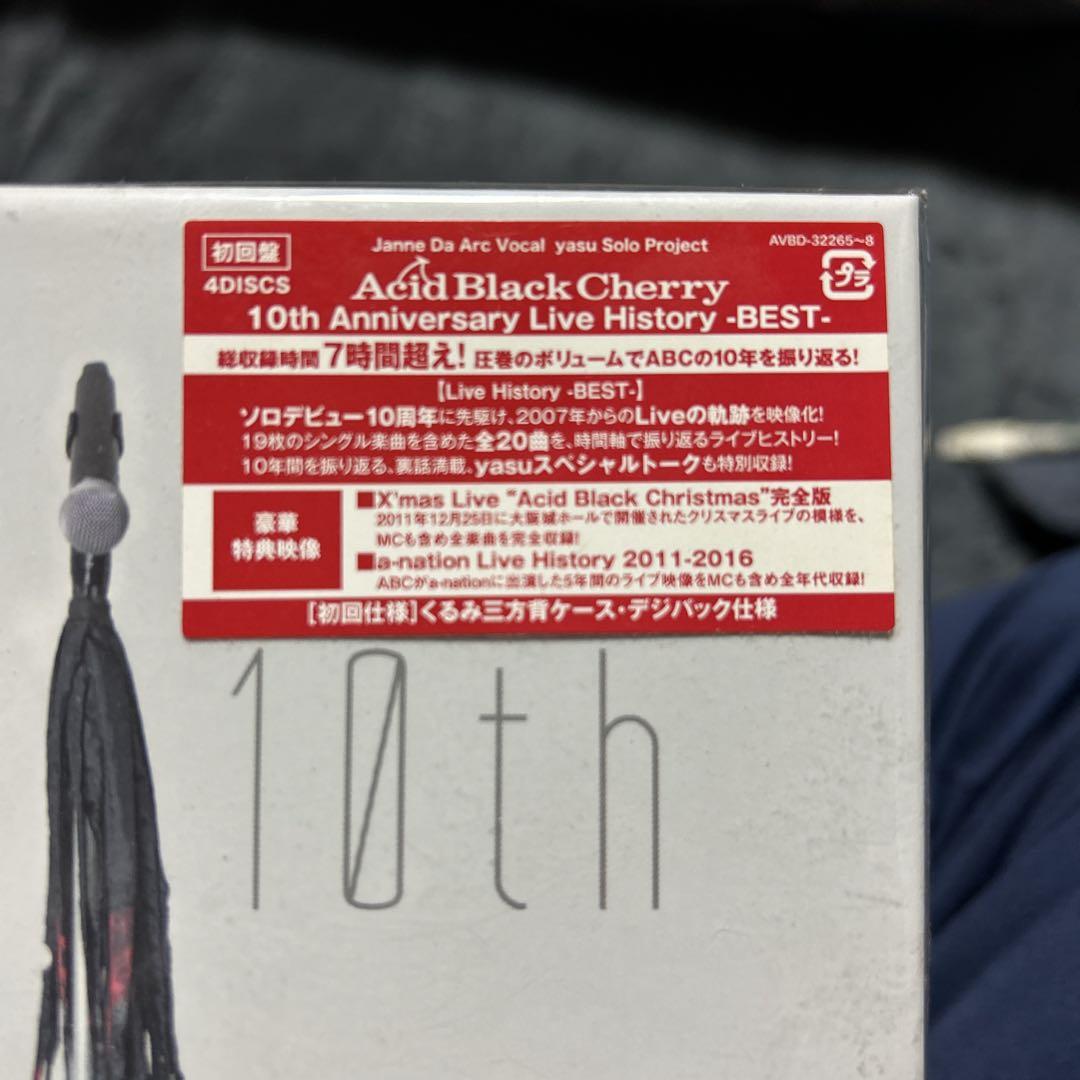 初回盤
4DISCS
Janne Da Arc Vocal yasu Solo Project
AVBD-32265~8
プラ
Acid Black Cherry
10th Anniversary Live History -BEST-
総収録時間7時間超え!圧巻のボリュームでABCの10年を振り返る!
【Live History -BEST-】
ソロデビュー10周年に先駆け、2007年からのLiveの軌跡を映像化!
19枚のシングル楽曲を含めた全20曲を、時間軸で振り返るライブヒストリー!
10年間を振り返る、裏話満載、yasuスペシャルトークも特別収録!
豪華
特典映像
■X'mas Live “Acid Black Christmas”完全版
2011年12月25日に大阪城ホールで開催されたクリスマスライブの模様を、
MCも含め全楽曲を完全収録!
■a-nation Live History 2011-2016
ABCがa-nationに出演した5年間のライブ映像をMCも含め全年代収録!
[初回仕様]くるみ三方背ケース・デジパック仕様
10th